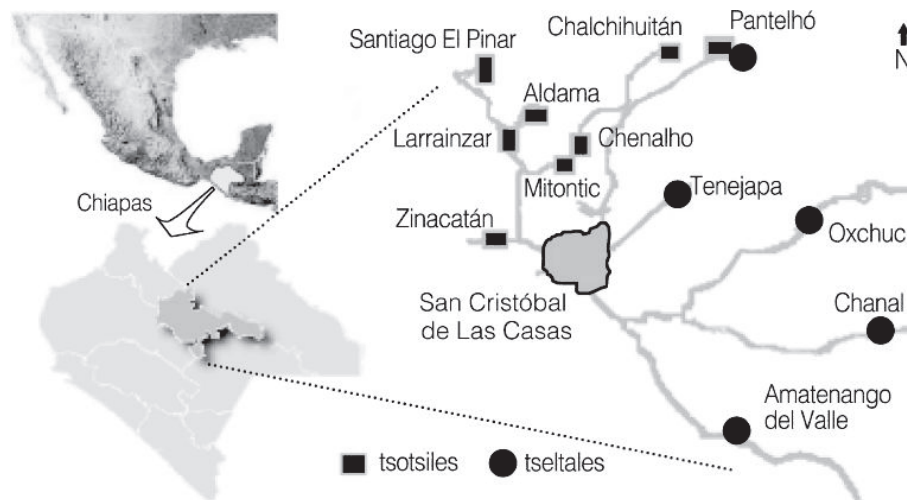 Santiago El Pinar
Chalchihuitán
Pantelhó
N
Aldama
Larrainzar
Chenalho
Mitontic
Tenejapa
Chiapas
Zinacatán
Oxchuc
San Cristóbal
de Las Casas
Chanal
Amatenango
del Valle
tsotsiles
tseltales